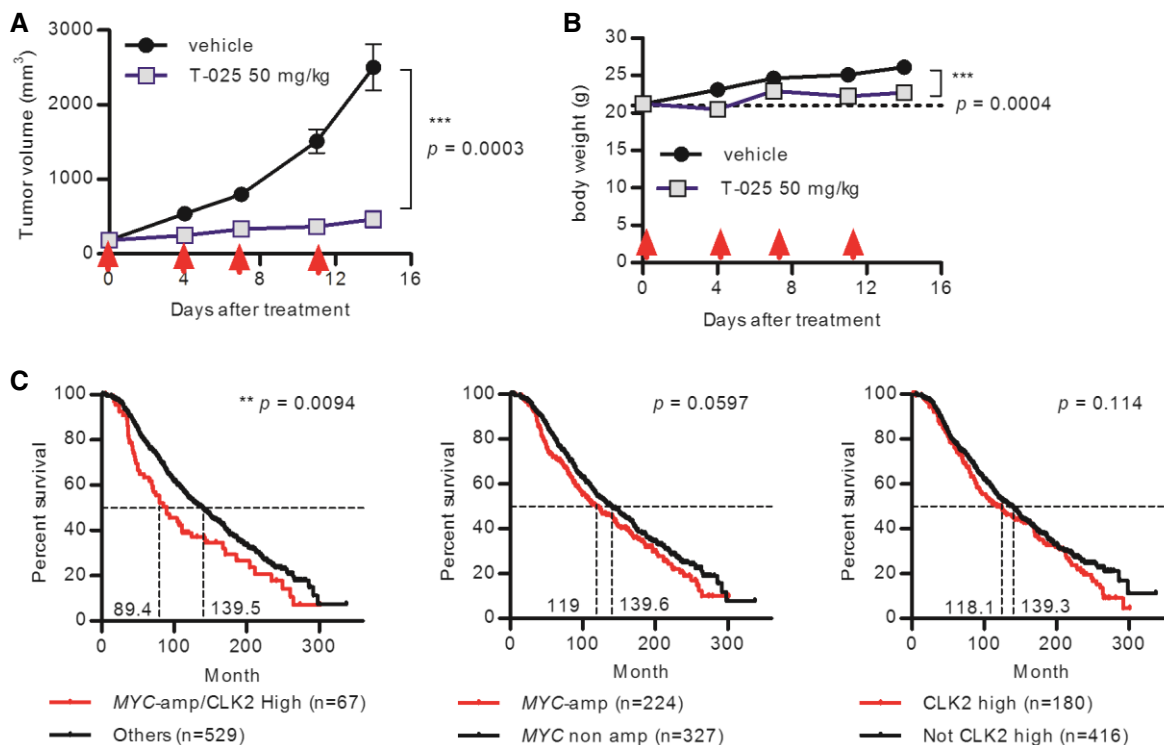 A
3000
2000
1000
0
Tumor volume (mm³)
vehicle
T-025 50 mg/kg
***
p = 0.0003
0 4 8 12 16
Days after treatment
B
30
25
20
15
10
5
0
body weight (g)
***
p = 0.0004
vehicle
T-025 50 mg/kg
0 4 8 12 16
Days after treatment
C
100
80
60
40
20
0
Percent survival
** p = 0.0094
89.4 139.5
0 100 200 300
Month
MYC-amp/CLK2 High (n=67)
Others (n=529)
100
80
60
40
20
0
Percent survival
p = 0.0597
119 139.6
0 100 200 300
Month
MYC-amp (n=224)
MYC non amp (n=327)
100
80
60
40
20
0
Percent survival
p = 0.114
118.1 139.3
0 100 200 300
Month
CLK2 high (n=180)
Not CLK2 high (n=416)